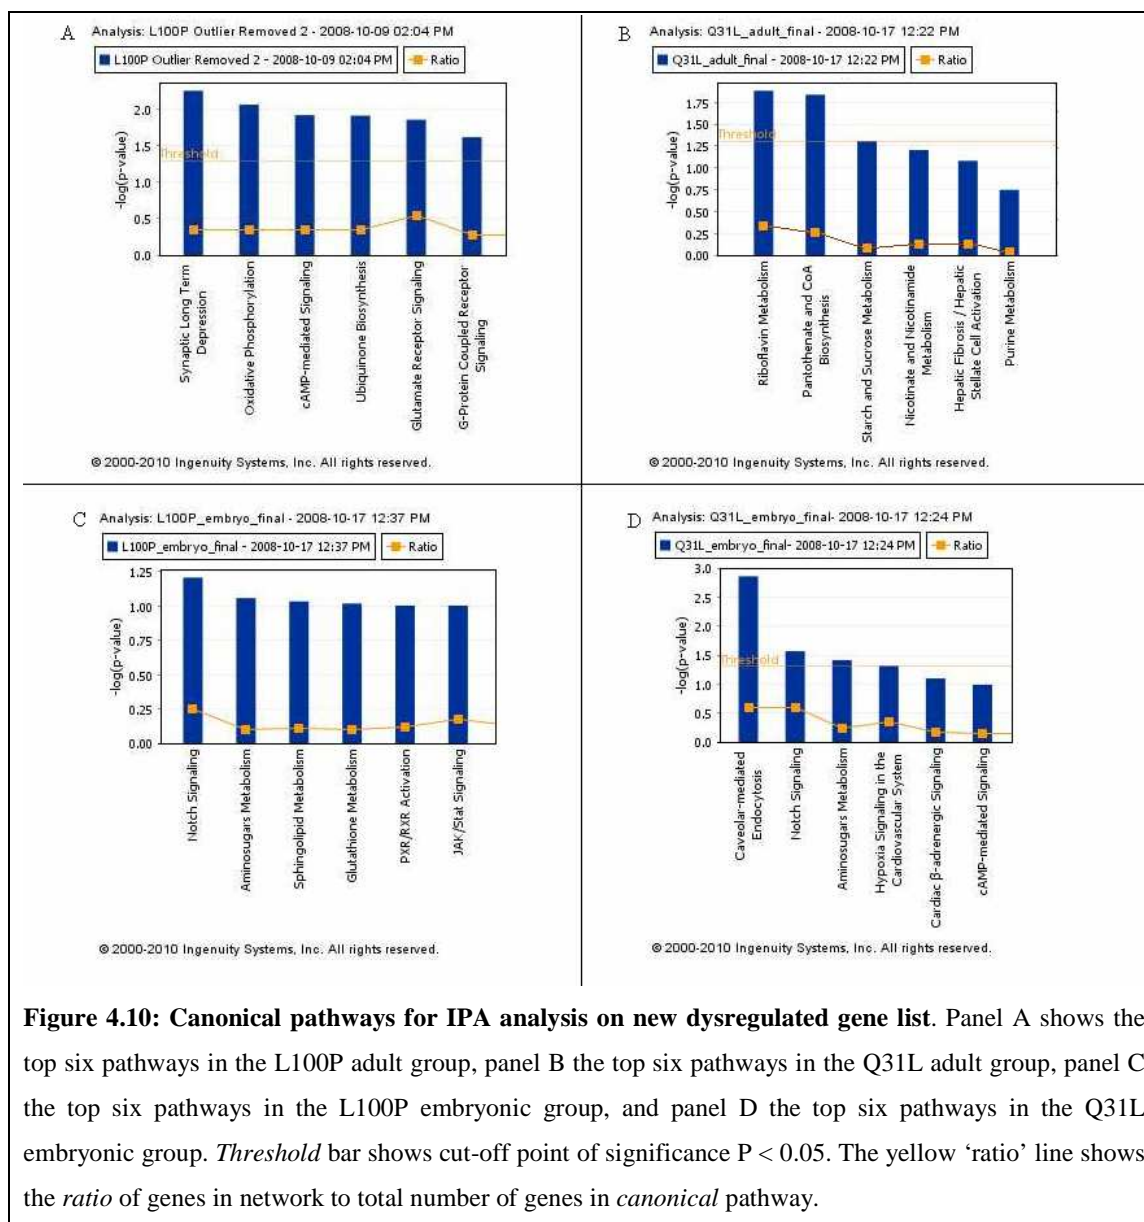 A
Analysis: L100P Outlier Removed 2 - 2008-10-09 02:04 PM
L100P Outlier Removed 2 - 2008-10-09 02:04 PM
Ratio
-log(p-value)
2.0
1.5
1.0
0.5
0.0
Threshold
Synaptic Long Term
Depression
Oxidative Phosphorylation
cAMP-mediated Signaling
Ubiquinone Biosynthesis
Glutamate Receptor Signaling
G-Protein Coupled Receptor
Signaling
© 2000-2010 Ingenuity Systems, Inc. All rights reserved.
B
Analysis: Q31L_adult_final - 2008-10-17 12:22 PM
Q31L_adult_final - 2008-10-17 12:22 PM
Ratio
-log(p-value)
1.75
1.50
1.25
1.00
0.75
0.50
0.25
0.00
Threshold
Riboflavin Metabolism
Pantothenate and CoA
Biosynthesis
Starch and Sucrose Metabolism
Nicotinate and Nicotinamide
Metabolism
Hepatic Fibrosis / Hepatic
Stellate Cell Activation
Purine Metabolism
© 2000-2010 Ingenuity Systems, Inc. All rights reserved.
C
Analysis: L100P_embryo_final - 2008-10-17 12:37 PM
L100P_embryo_final - 2008-10-17 12:37 PM
Ratio
-log(p-value)
1.25
1.00
0.75
0.50
0.25
0.00
Notch Signaling
Aminosugars Metabolism
Sphingolipid Metabolism
Glutathione Metabolism
PXR/RXR Activation
JAK/Stat Signaling
© 2000-2010 Ingenuity Systems, Inc. All rights reserved.
D
Analysis: Q31L_embryo_final- 2008-10-17 12:24 PM
Q31L_embryo_final- 2008-10-17 12:24 PM
Ratio
-log(p-value)
3.0
2.5
2.0
1.5
1.0
0.5
0.0
Threshold
Caveolar-mediated
Endocytosis
Notch Signaling
Aminosugars Metabolism
Hypoxia Signaling in the
Cardiovascular System
Cardiac β-adrenergic Signaling
cAMP-mediated Signaling
© 2000-2010 Ingenuity Systems, Inc. All rights reserved.
Figure 4.10: Canonical pathways for IPA analysis on new dysregulated gene list. Panel A shows the
top six pathways in the L100P adult group, panel B the top six pathways in the Q31L adult group, panel C
the top six pathways in the L100P embryonic group, and panel D the top six pathways in the Q31L
embryonic group. Threshold bar shows cut-off point of significance P < 0.05. The yellow ‘ratio’ line shows
the ratio of genes in network to total number of genes in canonical pathway.